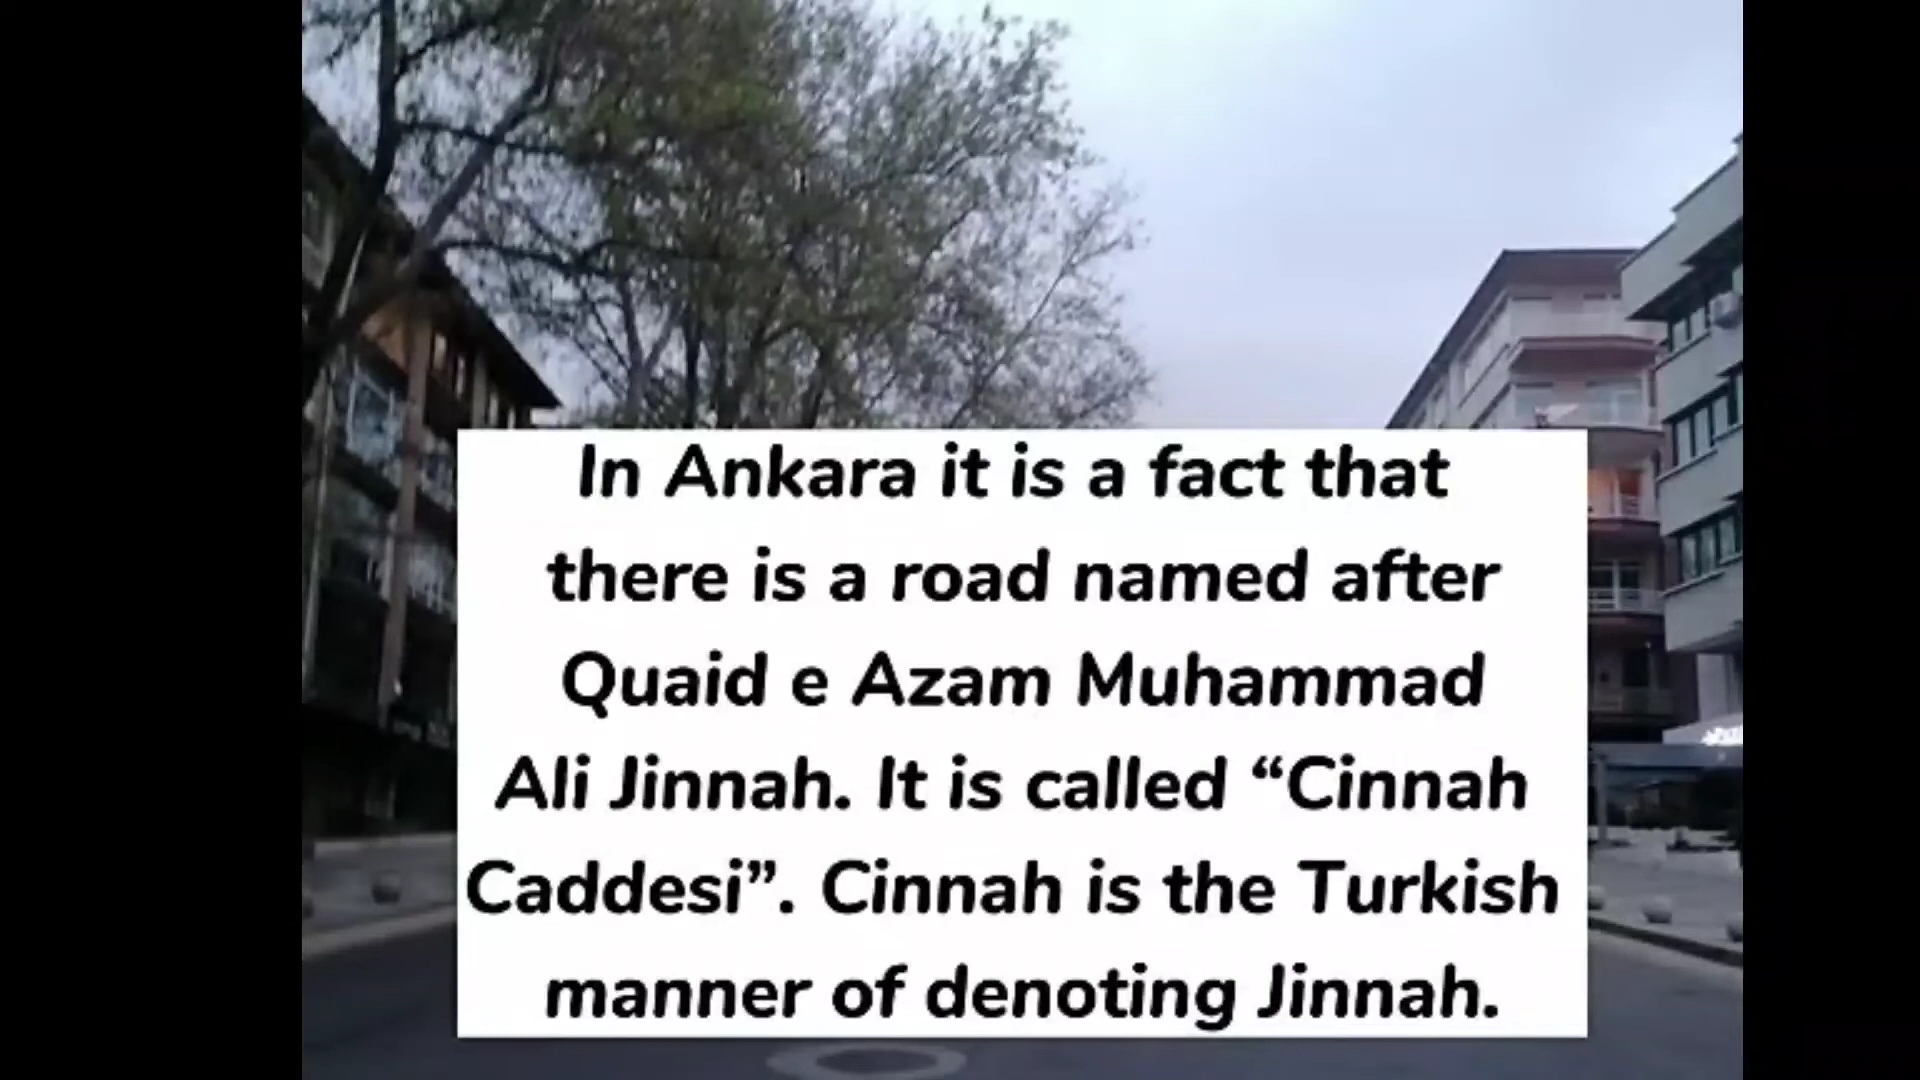 In Ankara it is a fact that
there is a road named after
Quaid e Azam Muhammad
Ali Jinnah. It is called “Cinnah
Caddesi”. Cinnah is the Turkish
manner of denoting Jinnah.